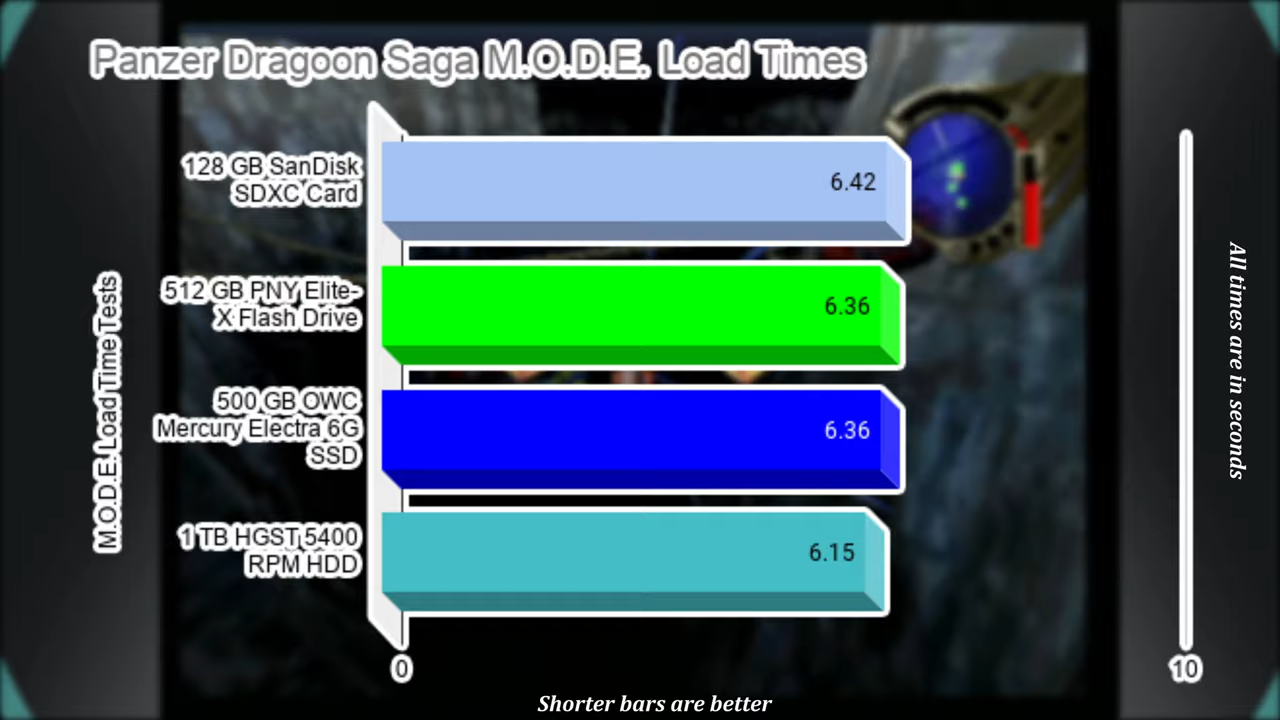 Panzer Dragoon Saga M.O.D.E. Load Times
128 GB SanDisk
SDXC Card
6.42
512 GB PNY Elite-
X Flash Drive
6.36
500 GB OWC
Mercury Electra 6G
SSD
6.36
1 TB HGST 5400
RPM HDD
6.15
M.O.D.E. Load Time Tests
All times are in seconds
0
10
Shorter bars are better